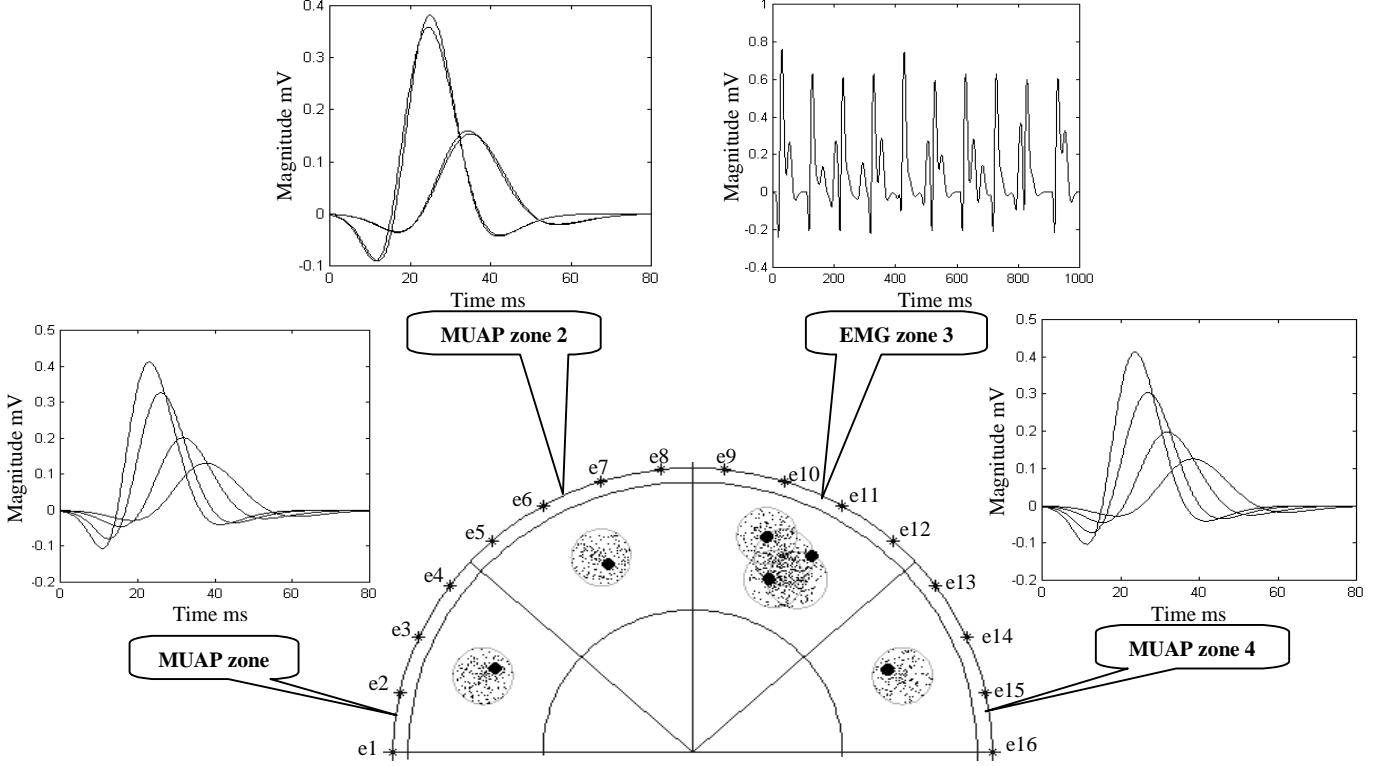 0.4
0.3
0.2
0.1
0
-0.1
Magnitude mV
0 20 40 60 80
Time ms
1
0.8
0.6
0.4
0.2
0
-0.2
-0.4
Magnitude mV
0 200 400 600 800 1000
Time ms
MUAP zone 2
EMG zone 3
0.5
0.4
0.3
0.2
0.1
0
-0.1
-0.2
Magnitude mV
0 20 40 60 80
Time ms
0.5
0.4
0.3
0.2
0.1
0
-0.1
-0.2
Magnitude mV
0 20 40 60 80
Time ms
MUAP zone
MUAP zone 4
e1
e2
e3
e4
e5
e6
e7
e8
e9
e10
e11
e12
e13
e14
e15
e16